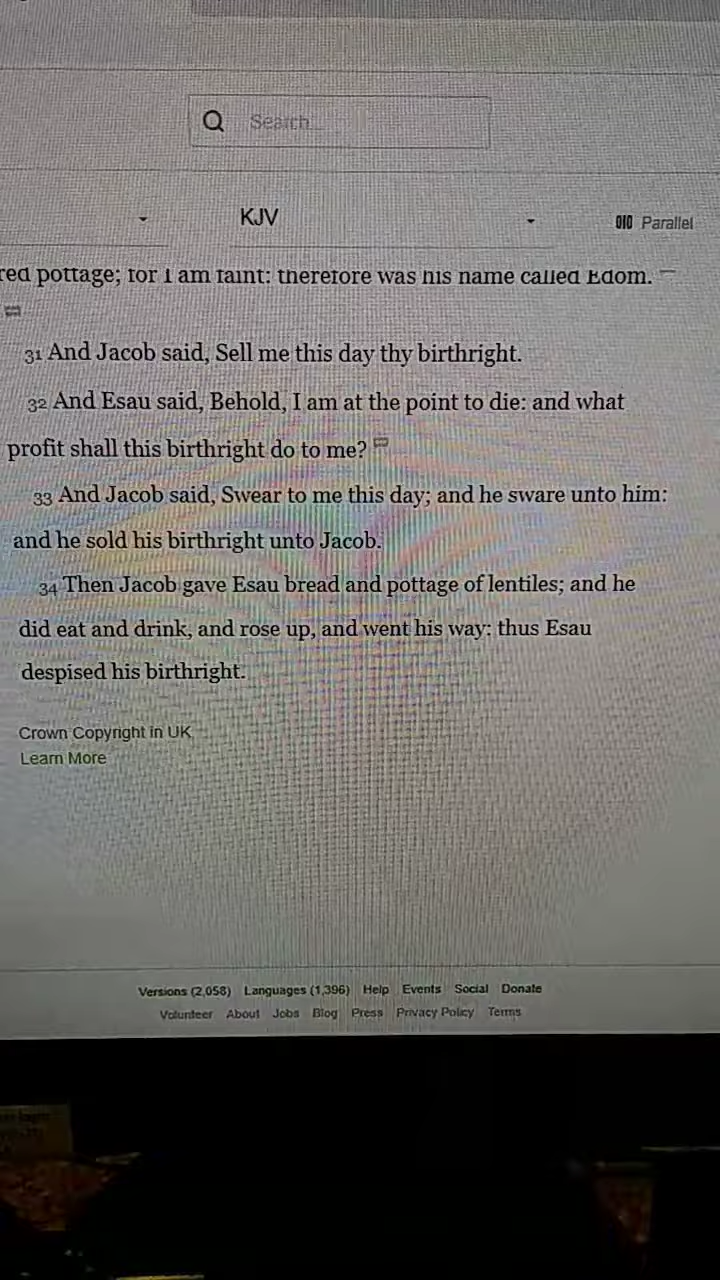 Search...
KJV
Parallel
red pottage; for I am faint: therefore was his name called Edom.
31 And Jacob said, Sell me this day thy birthright.
32 And Esau said, Behold, I am at the point to die: and what
profit shall this birthright do to me?
33 And Jacob said, Swear to me this day; and he sware unto him:
and he sold his birthright unto Jacob.
34 Then Jacob gave Esau bread and pottage of lentiles; and he
did eat and drink, and rose up, and went his way: thus Esau
despised his birthright.
Crown Copyright in UK
Learn More
Versions (2,058) Languages (1,396) Help Events Social Donate
Volunteer About Jobs Blog Press Privacy Policy Terms